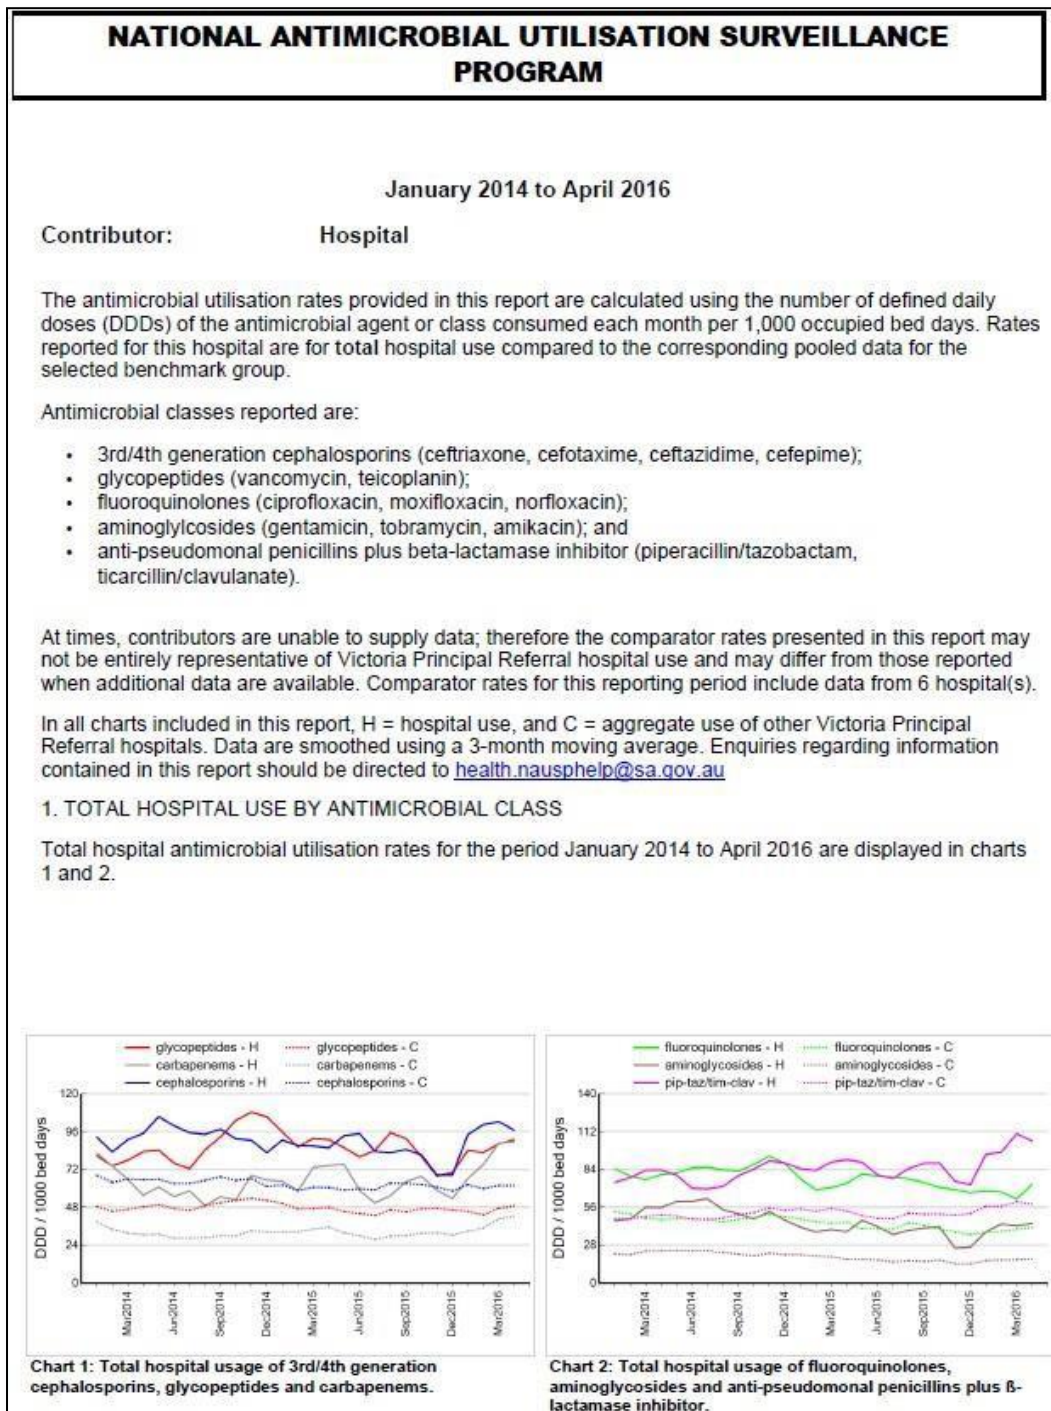 NATIONAL ANTIMICROBIAL UTILISATION SURVEILLANCE
PROGRAM
January 2014 to April 2016
Contributor: Hospital
The antimicrobial utilisation rates provided in this report are calculated using the number of defined daily
doses (DDDs) of the antimicrobial agent or class consumed each month per 1,000 occupied bed days. Rates
reported for this hospital are for total hospital use compared to the corresponding pooled data for the
selected benchmark group.
Antimicrobial classes reported are:
• 3rd/4th generation cephalosporins (ceftriaxone, cefotaxime, ceftazidime, cefepime);
• glycopeptides (vancomycin, teicoplanin);
• fluoroquinolones (ciprofloxacin, moxifloxacin, norfloxacin);
• aminoglylcosides (gentamicin, tobramycin, amikacin); and
• anti-pseudomonal penicillins plus beta-lactamase inhibitor (piperacillin/tazobactam,
ticarcillin/clavulanate).
At times, contributors are unable to supply data; therefore the comparator rates presented in this report may
not be entirely representative of Victoria Principal Referral hospital use and may differ from those reported
when additional data are available. Comparator rates for this reporting period include data from 6 hospital(s).
In all charts included in this report, H = hospital use, and C = aggregate use of other Victoria Principal
Referral hospitals. Data are smoothed using a 3-month moving average. Enquiries regarding information
contained in this report should be directed to health.nausphelp@sa.gov.au
1. TOTAL HOSPITAL USE BY ANTIMICROBIAL CLASS
Total hospital antimicrobial utilisation rates for the period January 2014 to April 2016 are displayed in charts
1 and 2.
glycopeptides - H glycopeptides - C
carbapenems - H carbapenems - C
cephalosporins - H cephalosporins - C
DDD / 1000 bed days
120
96
72
48
24
0
Mar2014 Jun2014 Sep2014 Dec2014 Mar2015 Jun2015 Sep2015 Dec2015 Mar2016
Chart 1: Total hospital usage of 3rd/4th generation
cephalosporins, glycopeptides and carbapenems.
fluoroquinolones - H fluoroquinolones - C
aminoglycosides - H aminoglycosides - C
pip-taz/tim-clav - H pip-taz/tim-clav - C
DDD / 1000 bed days
140
112
84
56
28
0
Mar2014 Jun2014 Sep2014 Dec2014 Mar2015 Jun2015 Sep2015 Dec2015 Mar2016
Chart 2: Total hospital usage of fluoroquinolones,
aminoglycosides and anti-pseudomonal penicillins plus ß-
lactamase inhibitor.